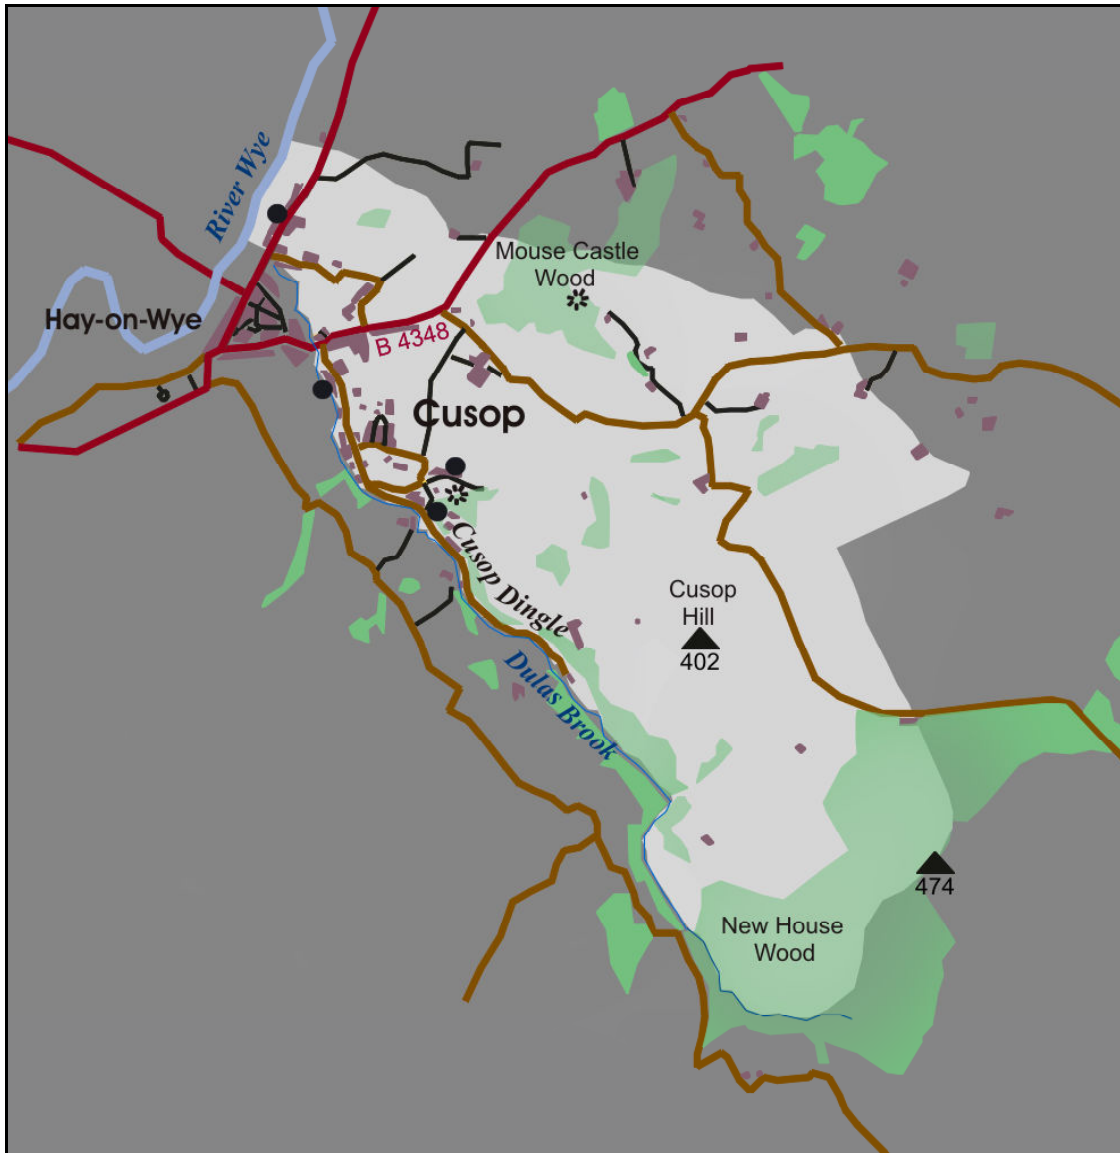 River Wye
Mouse Castle
Wood
Hay-on-Wye
B 4348
Cusop
Cusop Dingle
Cusop
Hill
402
Dulas Brook
474
New House
Wood